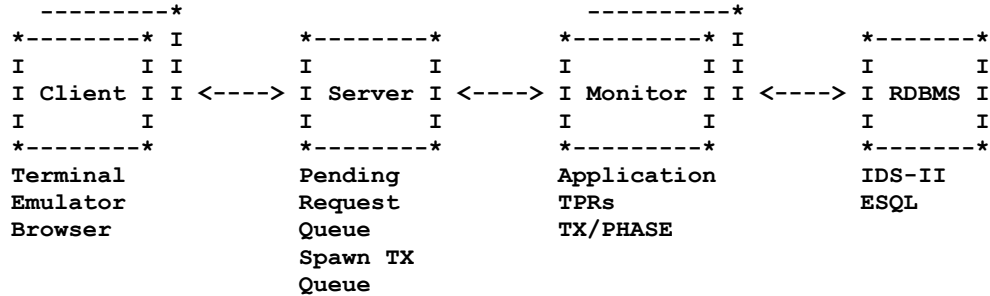 ---------*                             ----------*
*--------* I         *--------*        *---------* I         *-------*
I        I I         I        I        I         I I         I       I
I Client I I <----> I Server I <----> I Monitor I I <----> I RDBMS I
I        I           I        I        I         I           I       I
*--------*           *--------*        *---------*           *-------*
Terminal             Pending           Application           IDS-II
Emulator             Request           TPRs                  ESQL
Browser              Queue             TX/PHASE
                     Spawn TX
                     Queue